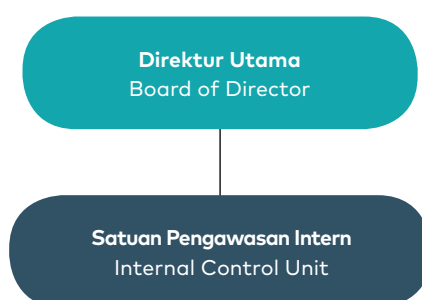 Direktur Utama
Board of Director
Satuan Pengawasan Intern
Internal Control Unit